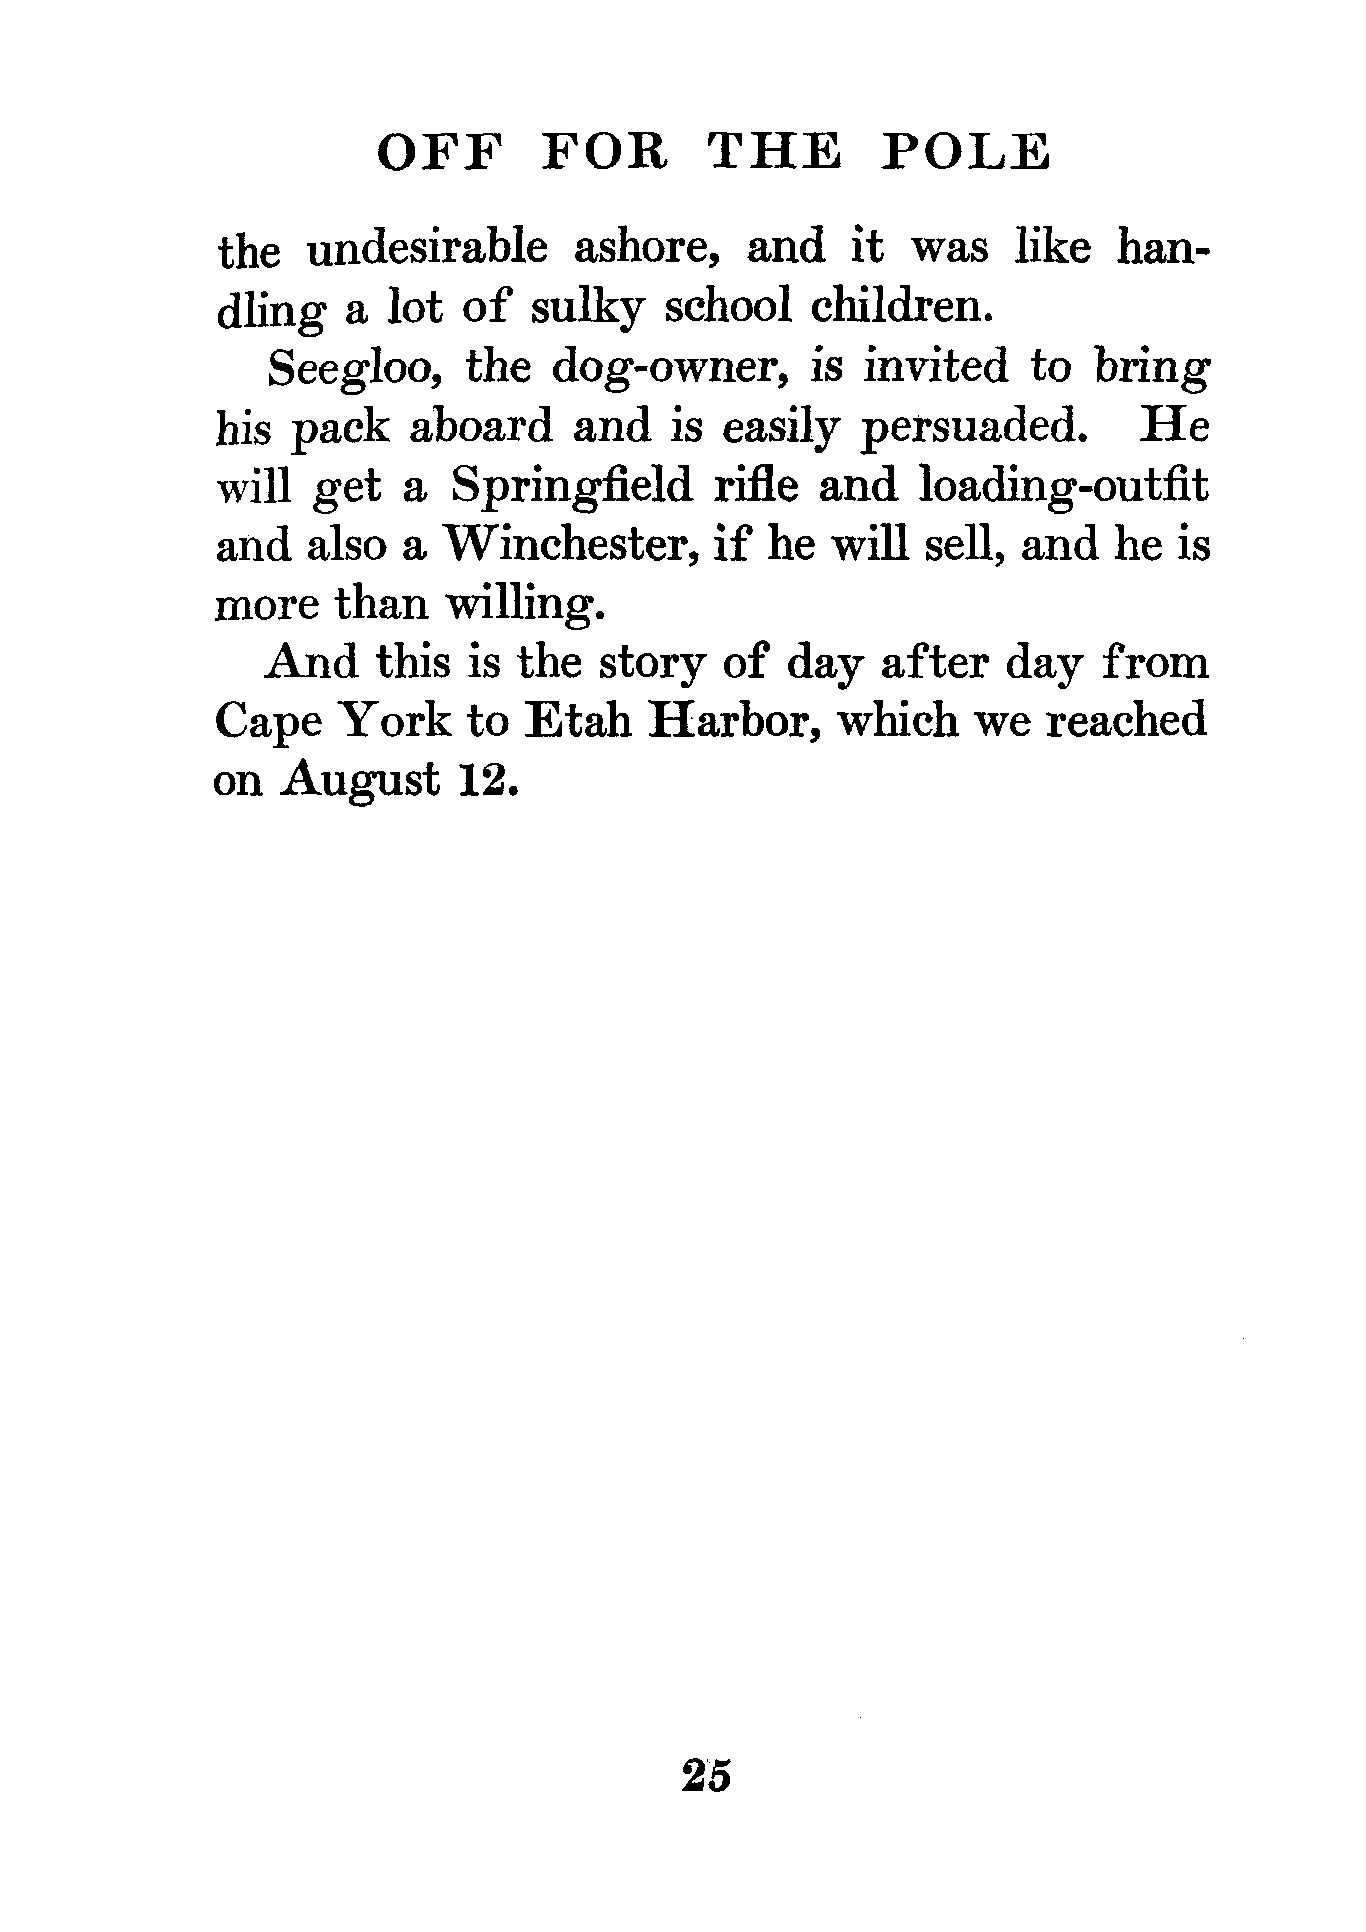 OFF FOR THE POLE
the undesirable ashore, and it was like han-
dling a lot of sulky school children.
Seegloo, the dog-owner, is invited to bring
his pack aboard and is easily persuaded. He
will get a Springfield rifle and loading-outfit
and also a Winchester, if he will sell, and he is
more than willing.
And this is the story of day after day from
Cape York to Etah Harbor, which we reached
on August 12.
25